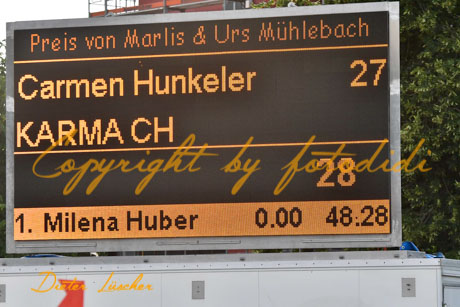 Preis von Marlis & Urs Mühlebach
Carmen Hunkeler 27
KARMA CH
Copyright by fotodidi
28
1. Milena Huber 0.00 48:28
Dieter Lüscher